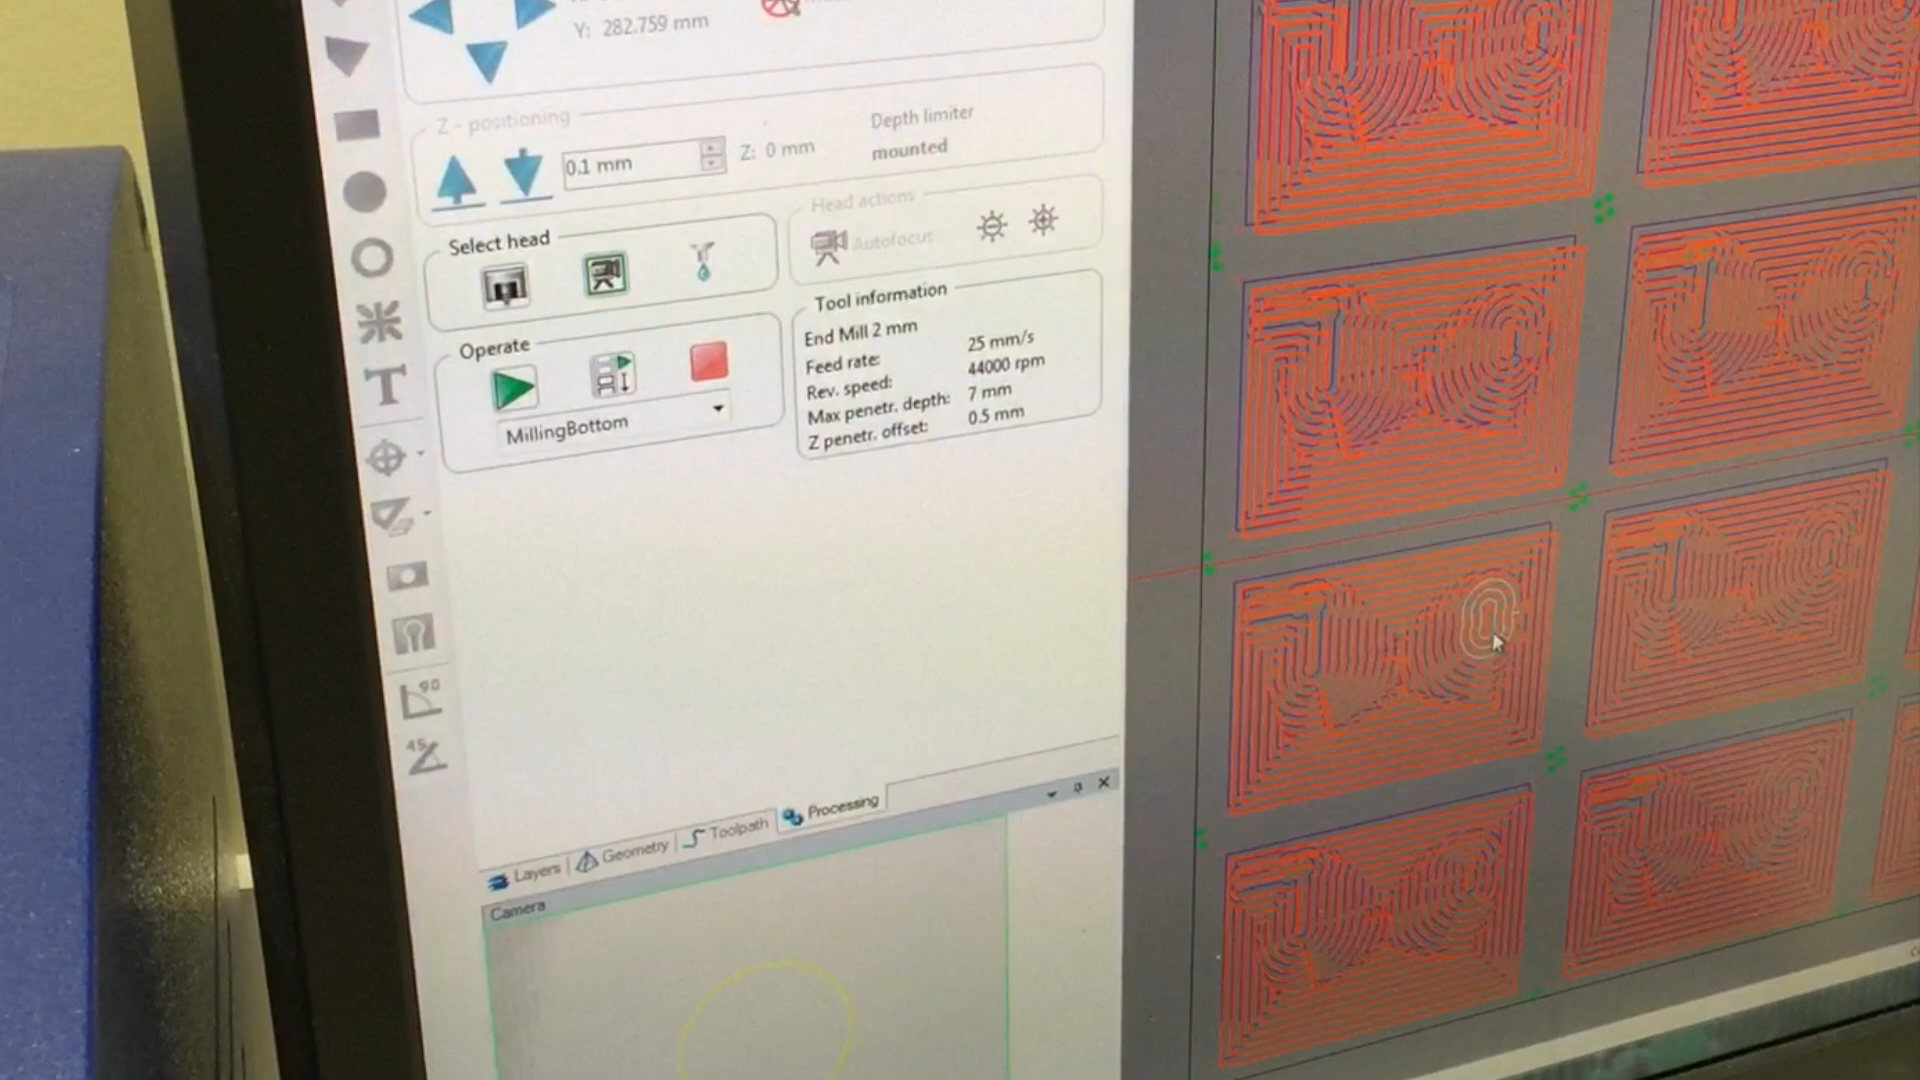 Y: 282.759 mm
Z - positioning
0.1 mm
Z: 0 mm
Depth limiter
mounted
Select head
Head actions
Autofocus
Operate
MillingBottom
Tool information
End Mill 2 mm
Feed rate: 25 mm/s
Rev. speed: 44000 rpm
Max penetr. depth: 7 mm
Z penetr. offset: 0.5 mm
T
90
45
Layers
Geometry
Toolpath
Processing
Camera